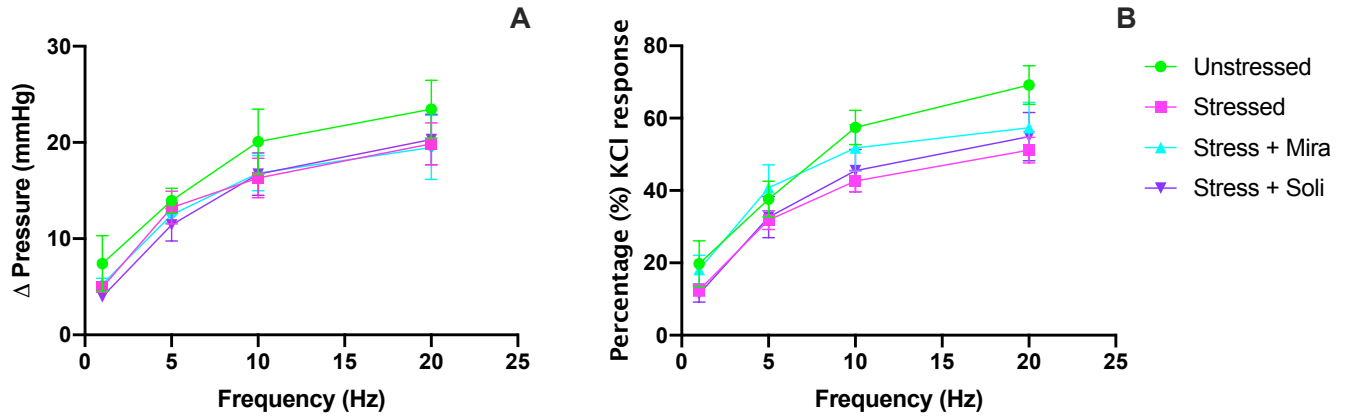 A
Δ Pressure (mmHg)
30
20
10
0
0 5 10 15 20 25
Frequency (Hz)
B
Percentage (%) KCl response
80
60
40
20
0
0 5 10 15 20 25
Frequency (Hz)
Unstressed
Stressed
Stress + Mira
Stress + Soli